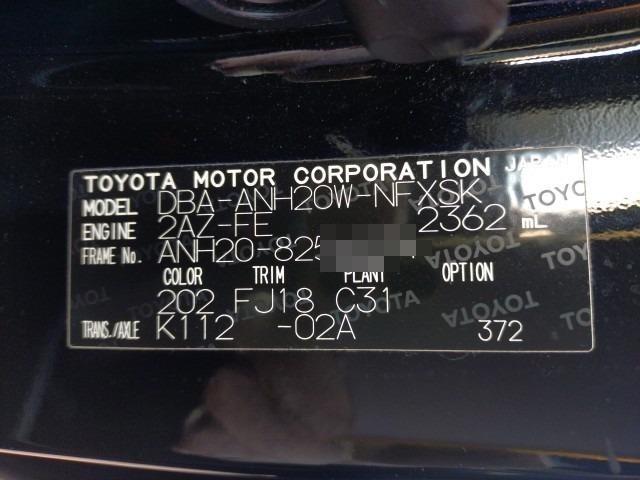 TOYOTA MOTOR CORPORATION JAPAN
MODEL DBA-ANH20W-NFXSK
ENGINE 2AZ-FE 2362 mL
FRAME No. ANH20-825
COLOR TRIM PLANT OPTION
202 FJ18 C31
TRANS./AXLE K112 -02A 372